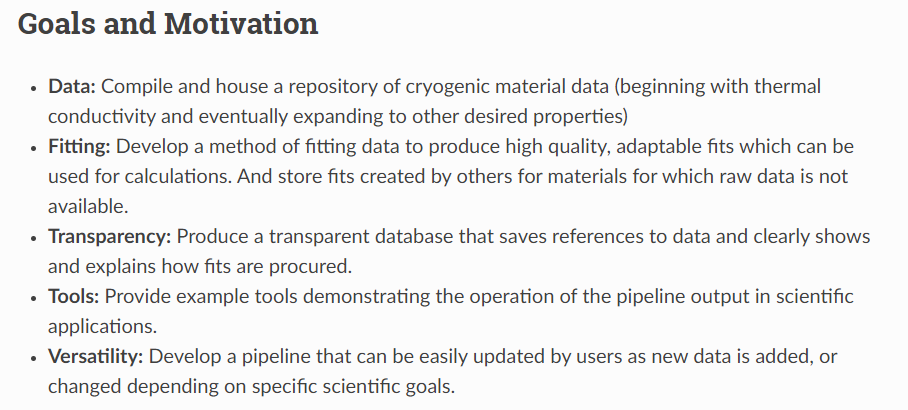 Goals and Motivation
• Data: Compile and house a repository of cryogenic material data (beginning with thermal
conductivity and eventually expanding to other desired properties)
• Fitting: Develop a method of fitting data to produce high quality, adaptable fits which can be
used for calculations. And store fits created by others for materials for which raw data is not
available.
• Transparency: Produce a transparent database that saves references to data and clearly shows
and explains how fits are procured.
• Tools: Provide example tools demonstrating the operation of the pipeline output in scientific
applications.
• Versatility: Develop a pipeline that can be easily updated by users as new data is added, or
changed depending on specific scientific goals.